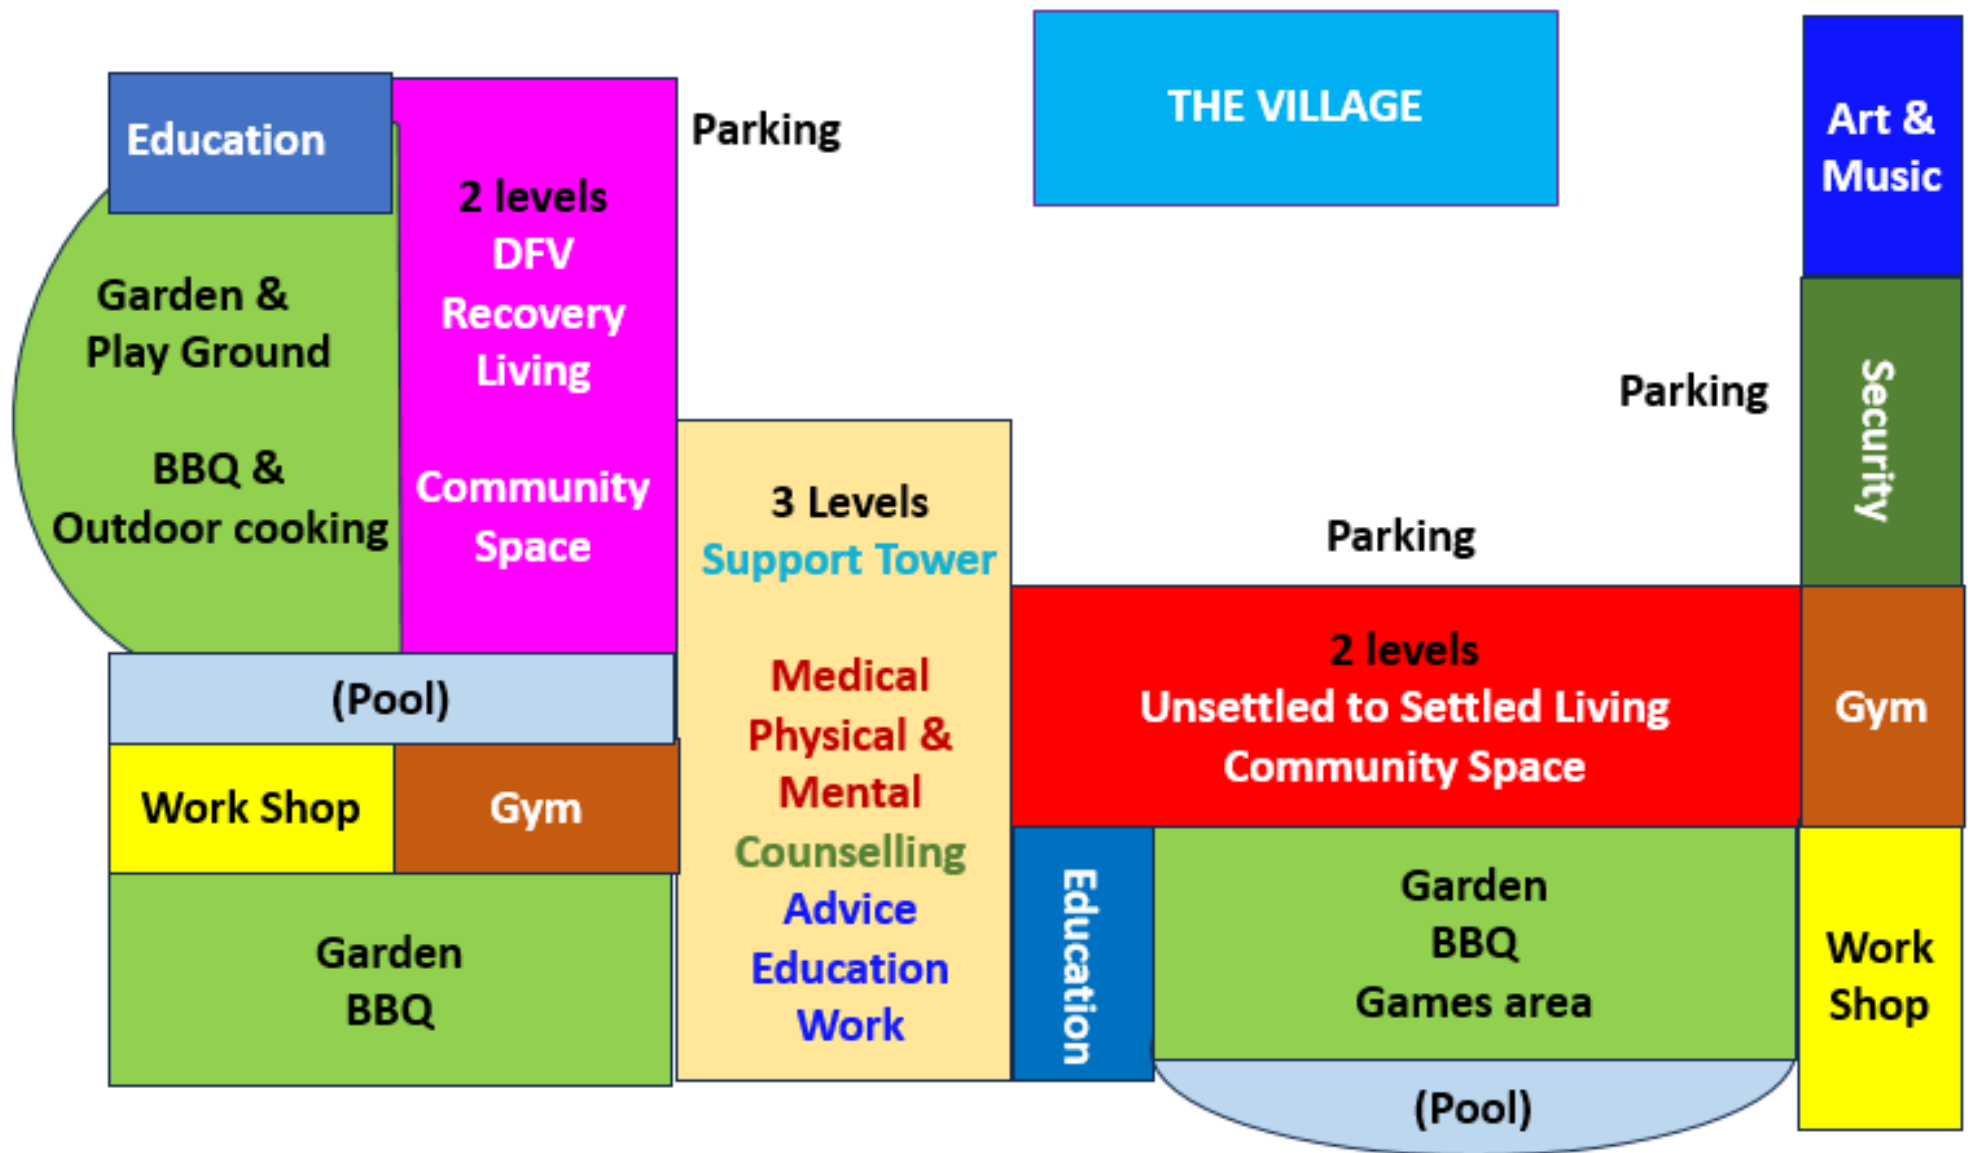 THE VILLAGE
Education
Garden &
Play Ground
BBQ &
Outdoor cooking
2 levels
DFV
Recovery
Living
Community
Space
Parking
(Pool)
Work Shop
Gym
Garden
BBQ
3 Levels
Support Tower
Medical
Physical &
Mental
Counselling
Advice
Education
Work
Parking
Parking
2 levels
Unsettled to Settled Living
Community Space
Education
Garden
BBQ
Games area
(Pool)
Art &
Music
Security
Gym
Work
Shop